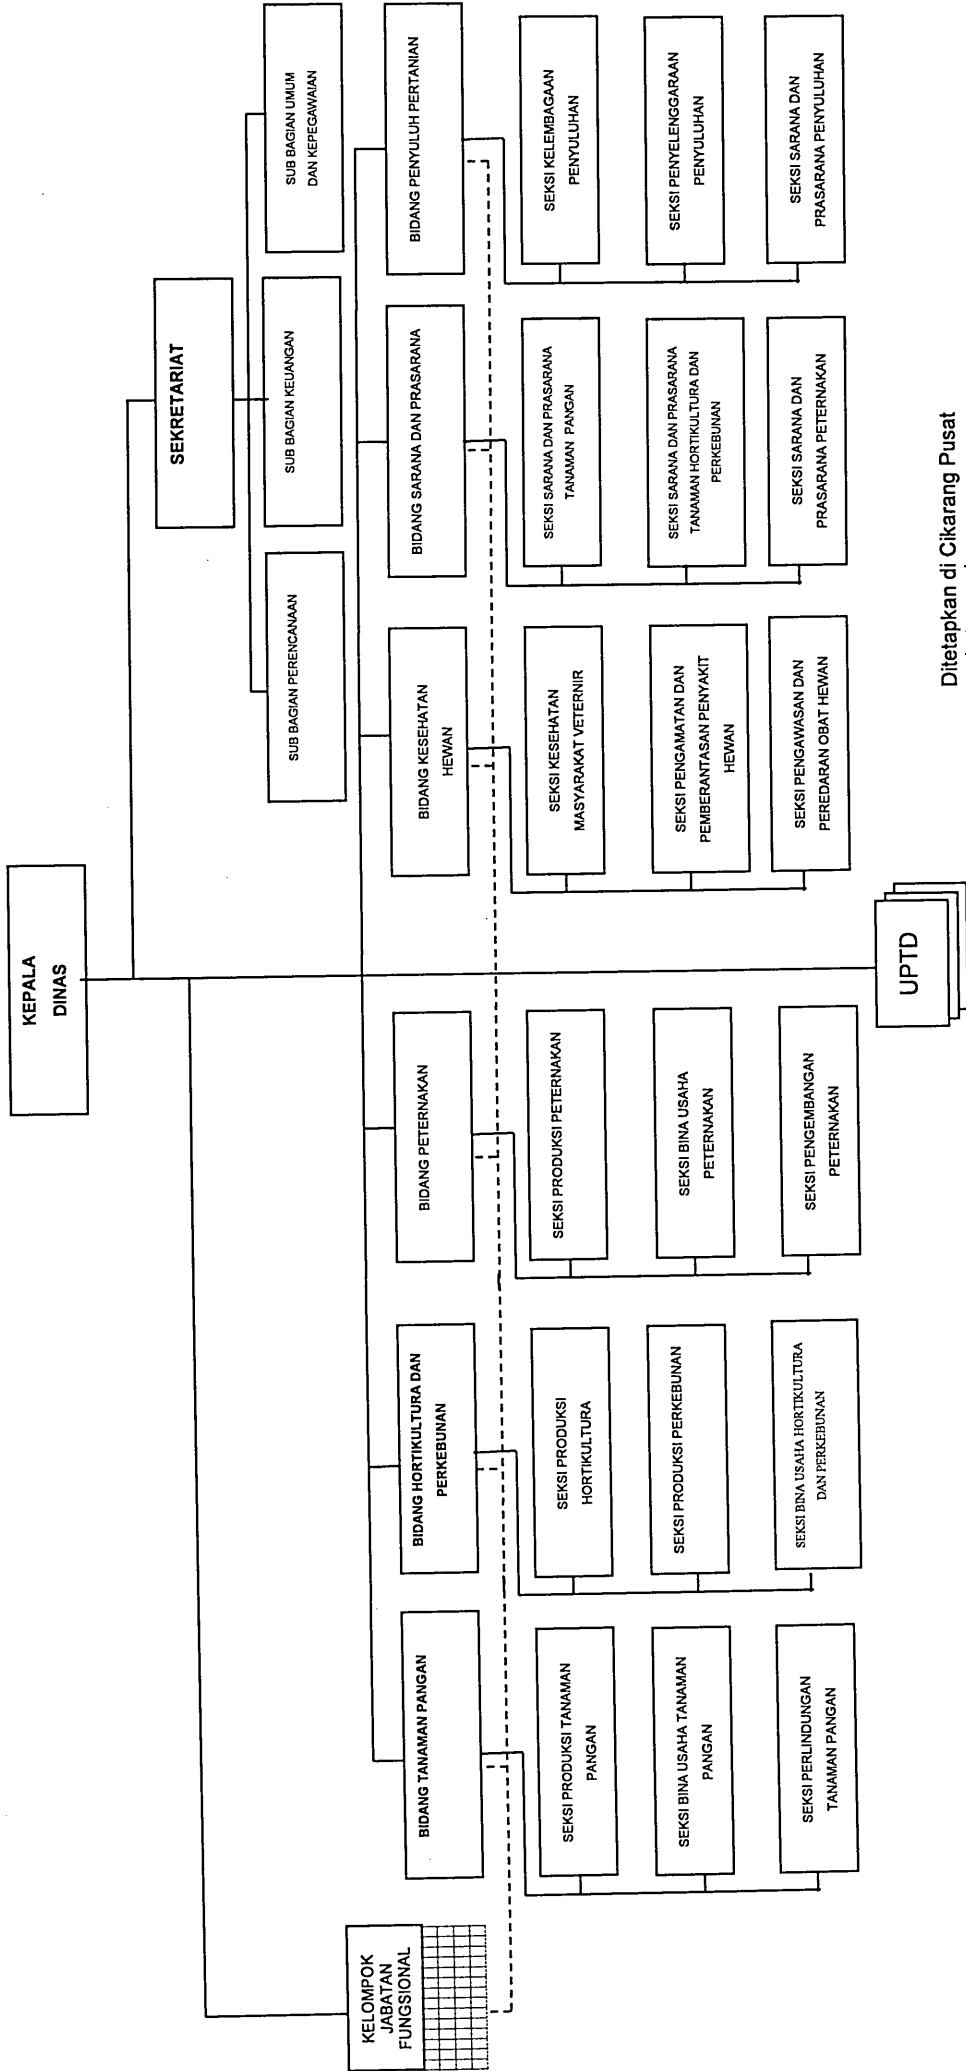 KEPALA
DINAS
SEKRETARIAT
SUB BAGIAN PERENCANAAN
SUB BAGIAN KEUANGAN
SUB BAGIAN UMUM
DAN KEPEGAWAIAN
KELOMPOK
JABATAN
FUNGSIONAL
BIDANG TANAMAN PANGAN
BIDANG HORTIKULTURA DAN
PERKEBUNAN
BIDANG PETERNAKAN
BIDANG KESEHATAN
HEWAN
BIDANG SARANA DAN PRASARANA
BIDANG PENYULUH PERTANIAN
SEKSI PRODUKSI TANAMAN
PANGAN
SEKSI PRODUKSI
HORTIKULTURA
SEKSI PRODUKSI PETERNAKAN
SEKSI KESEHATAN
MASYARAKAT VETERNIR
SEKSI SARANA DAN PRASARANA
TANAMAN PANGAN
SEKSI KELEMBAGAAN
PENYULUHAN
SEKSI BINA USAHA TANAMAN
PANGAN
SEKSI PRODUKSI PERKEBUNAN
SEKSI BINA USAHA
PETERNAKAN
SEKSI PENGAMATAN DAN
PEMBERANTASAN PENYAKIT
HEWAN
SEKSI SARANA DAN PRASARANA
TANAMAN HORTIKULTURA DAN
PERKEBUNAN
SEKSI PENYELENGGARAAN
PENYULUHAN
SEKSI PERLINDUNGAN
TANAMAN PANGAN
SEKSI BINA USAHA HORTIKULTURA
DAN PERKEBUNAN
SEKSI PENGEMBANGAN
PETERNAKAN
SEKSI PENGAWASAN DAN
PEREDARAN OBAT HEWAN
SEKSI SARANA DAN
PRASARANA PETERNAKAN
SEKSI SARANA DAN
PRASARANA PENYULUHAN
UPTD
Ditetapkan di Cikarang Pusat